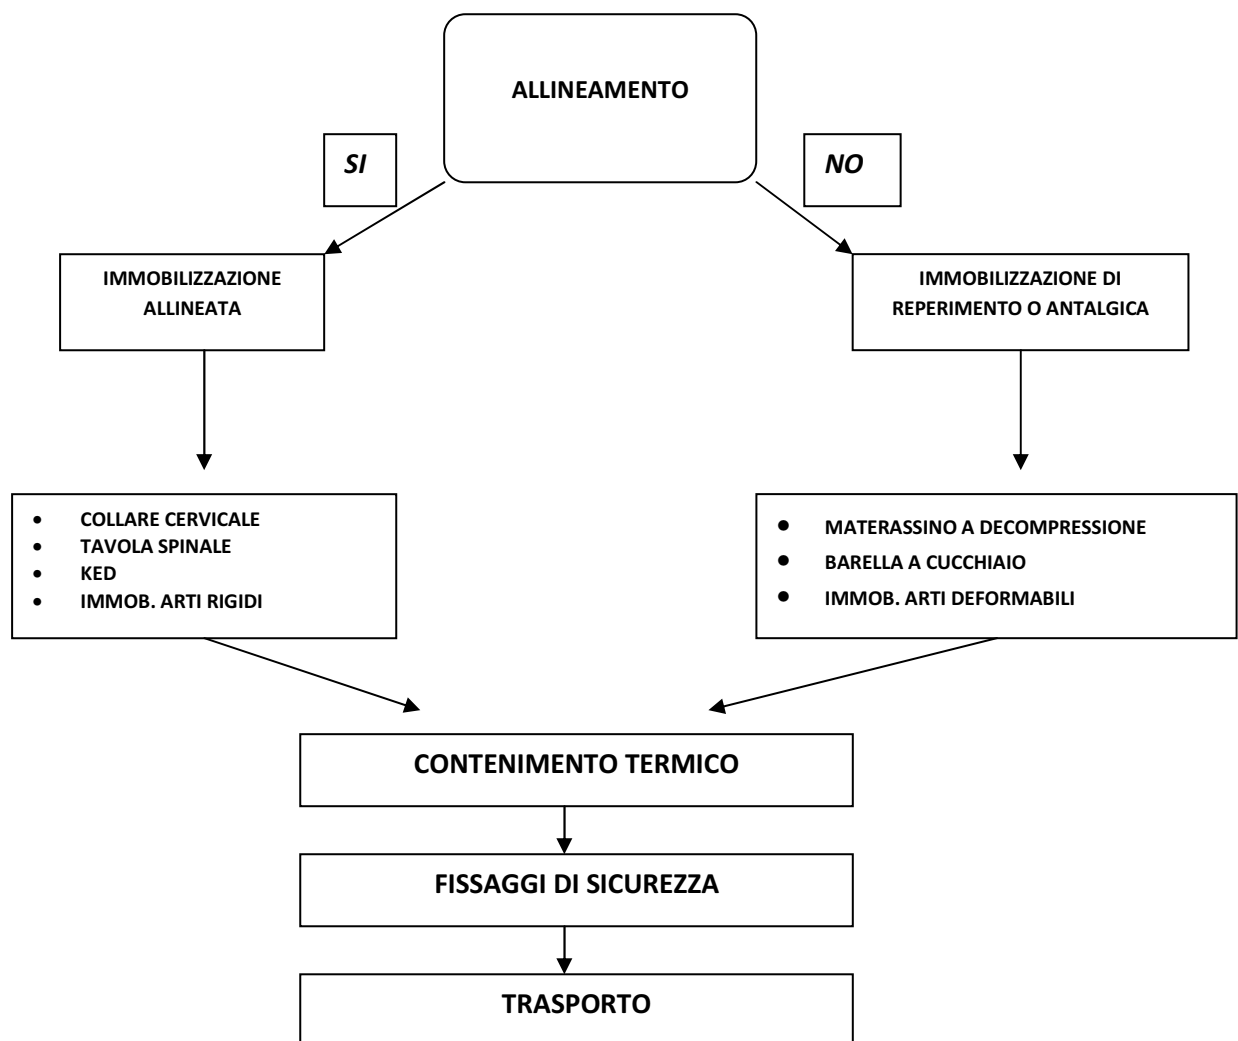 ALLINEAMENTO
SI
NO
IMMOBILIZZAZIONE
ALLINEATA
IMMOBILIZZAZIONE DI
REPERIMENTO O ANTALGICA
• COLLARE CERVICALE
• TAVOLA SPINALE
• KED
• IMMOB. ARTI RIGIDI
• MATERASSINO A DECOMPRESSIONE
• BARELLA A CUCCHIAIO
• IMMOB. ARTI DEFORMABILI
CONTENIMENTO TERMICO
FISSAGGI DI SICUREZZA
TRASPORTO